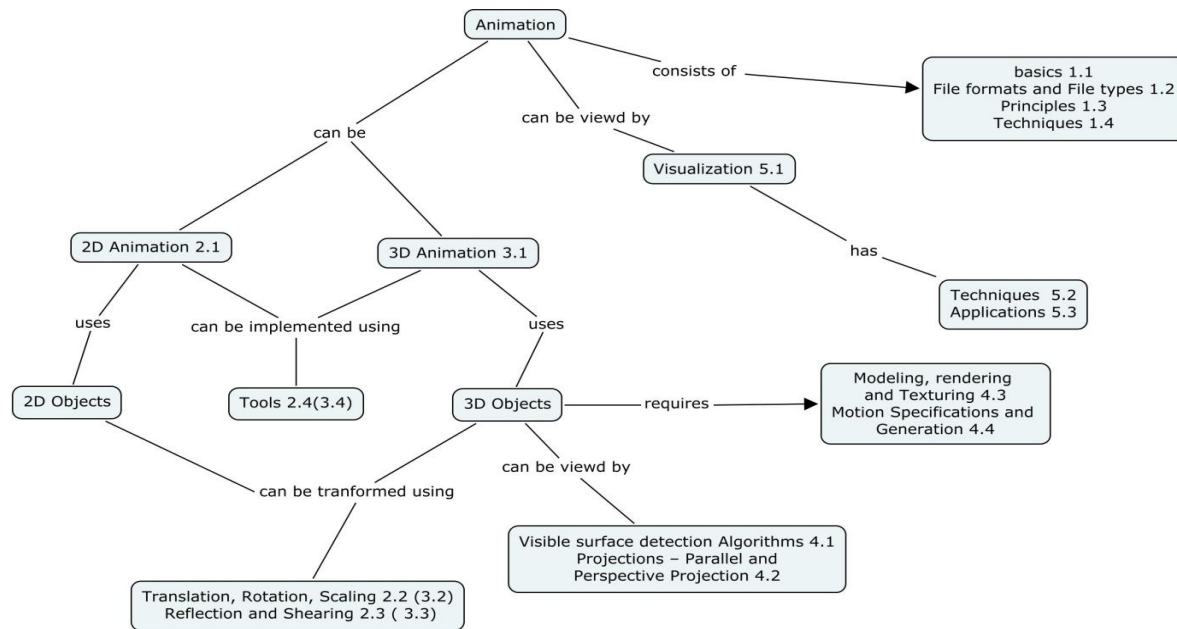 Animation
consists of
basics 1.1
File formats and File types 1.2
Principles 1.3
Techniques 1.4
can be viewd by
can be
Visualization 5.1
2D Animation 2.1
3D Animation 3.1
has
Techniques  5.2
Applications 5.3
uses
can be implemented using
uses
2D Objects
Tools 2.4(3.4)
3D Objects
requires
Modeling, rendering
and Texturing 4.3
Motion Specifications and
Generation 4.4
can be viewd by
can be tranformed using
Visible surface detection Algorithms 4.1
Projections – Parallel and
Perspective Projection 4.2
Translation, Rotation, Scaling 2.2 (3.2)
Reflection and Shearing 2.3 ( 3.3)